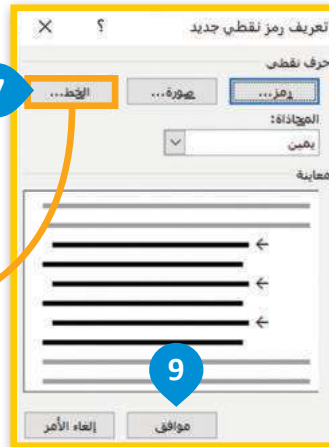 تعريف رمز نقطي جديد ؟ ×
حرف نقطي
رمز... صورة... الخط...
7
المحاذاة:
يمين
معاينة
←
←
←
9
موافق إلغاء الأمر